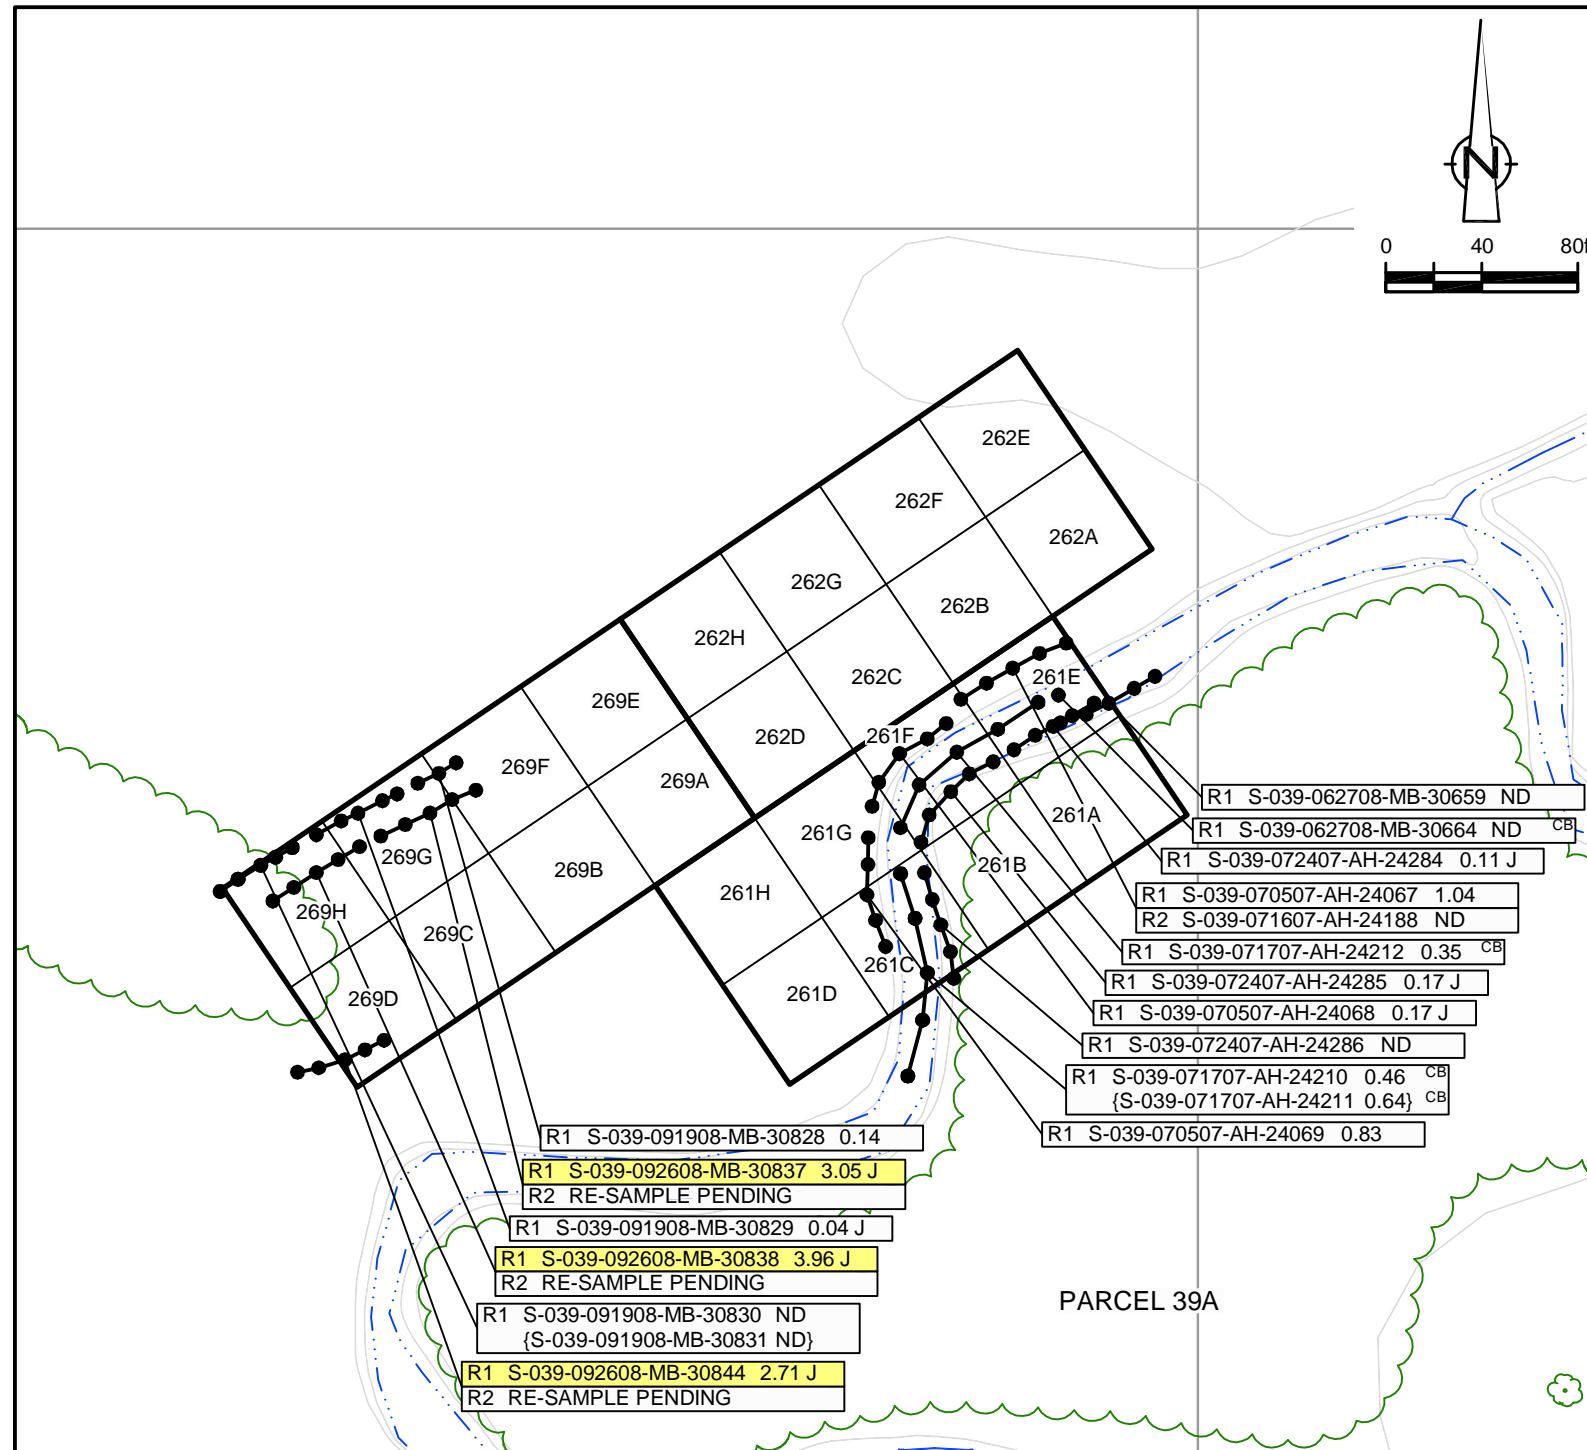 N
0 40 80f
262E
262F
262A
262G
262B
262H
262C
261E
269E
262D
261F
269F
269A
261A
261G
269G
261B
269B
261H
269H
269C
261C
261D
269D
R1 S-039-062708-MB-30659 ND
R1 S-039-062708-MB-30664 ND CB
R1 S-039-072407-AH-24284 0.11 J
R1 S-039-070507-AH-24067 1.04
R2 S-039-071607-AH-24188 ND
R1 S-039-071707-AH-24212 0.35 CB
R1 S-039-072407-AH-24285 0.17 J
R1 S-039-070507-AH-24068 0.17 J
R1 S-039-072407-AH-24286 ND
R1 S-039-071707-AH-24210 0.46 CB
{S-039-071707-AH-24211 0.64} CB
R1 S-039-070507-AH-24069 0.83
R1 S-039-091908-MB-30828 0.14
R1 S-039-092608-MB-30837 3.05 J
R2 RE-SAMPLE PENDING
R1 S-039-091908-MB-30829 0.04 J
R1 S-039-092608-MB-30838 3.96 J
R2 RE-SAMPLE PENDING
R1 S-039-091908-MB-30830 ND
{S-039-091908-MB-30831 ND}
R1 S-039-092608-MB-30844 2.71 J
R2 RE-SAMPLE PENDING
PARCEL 39A